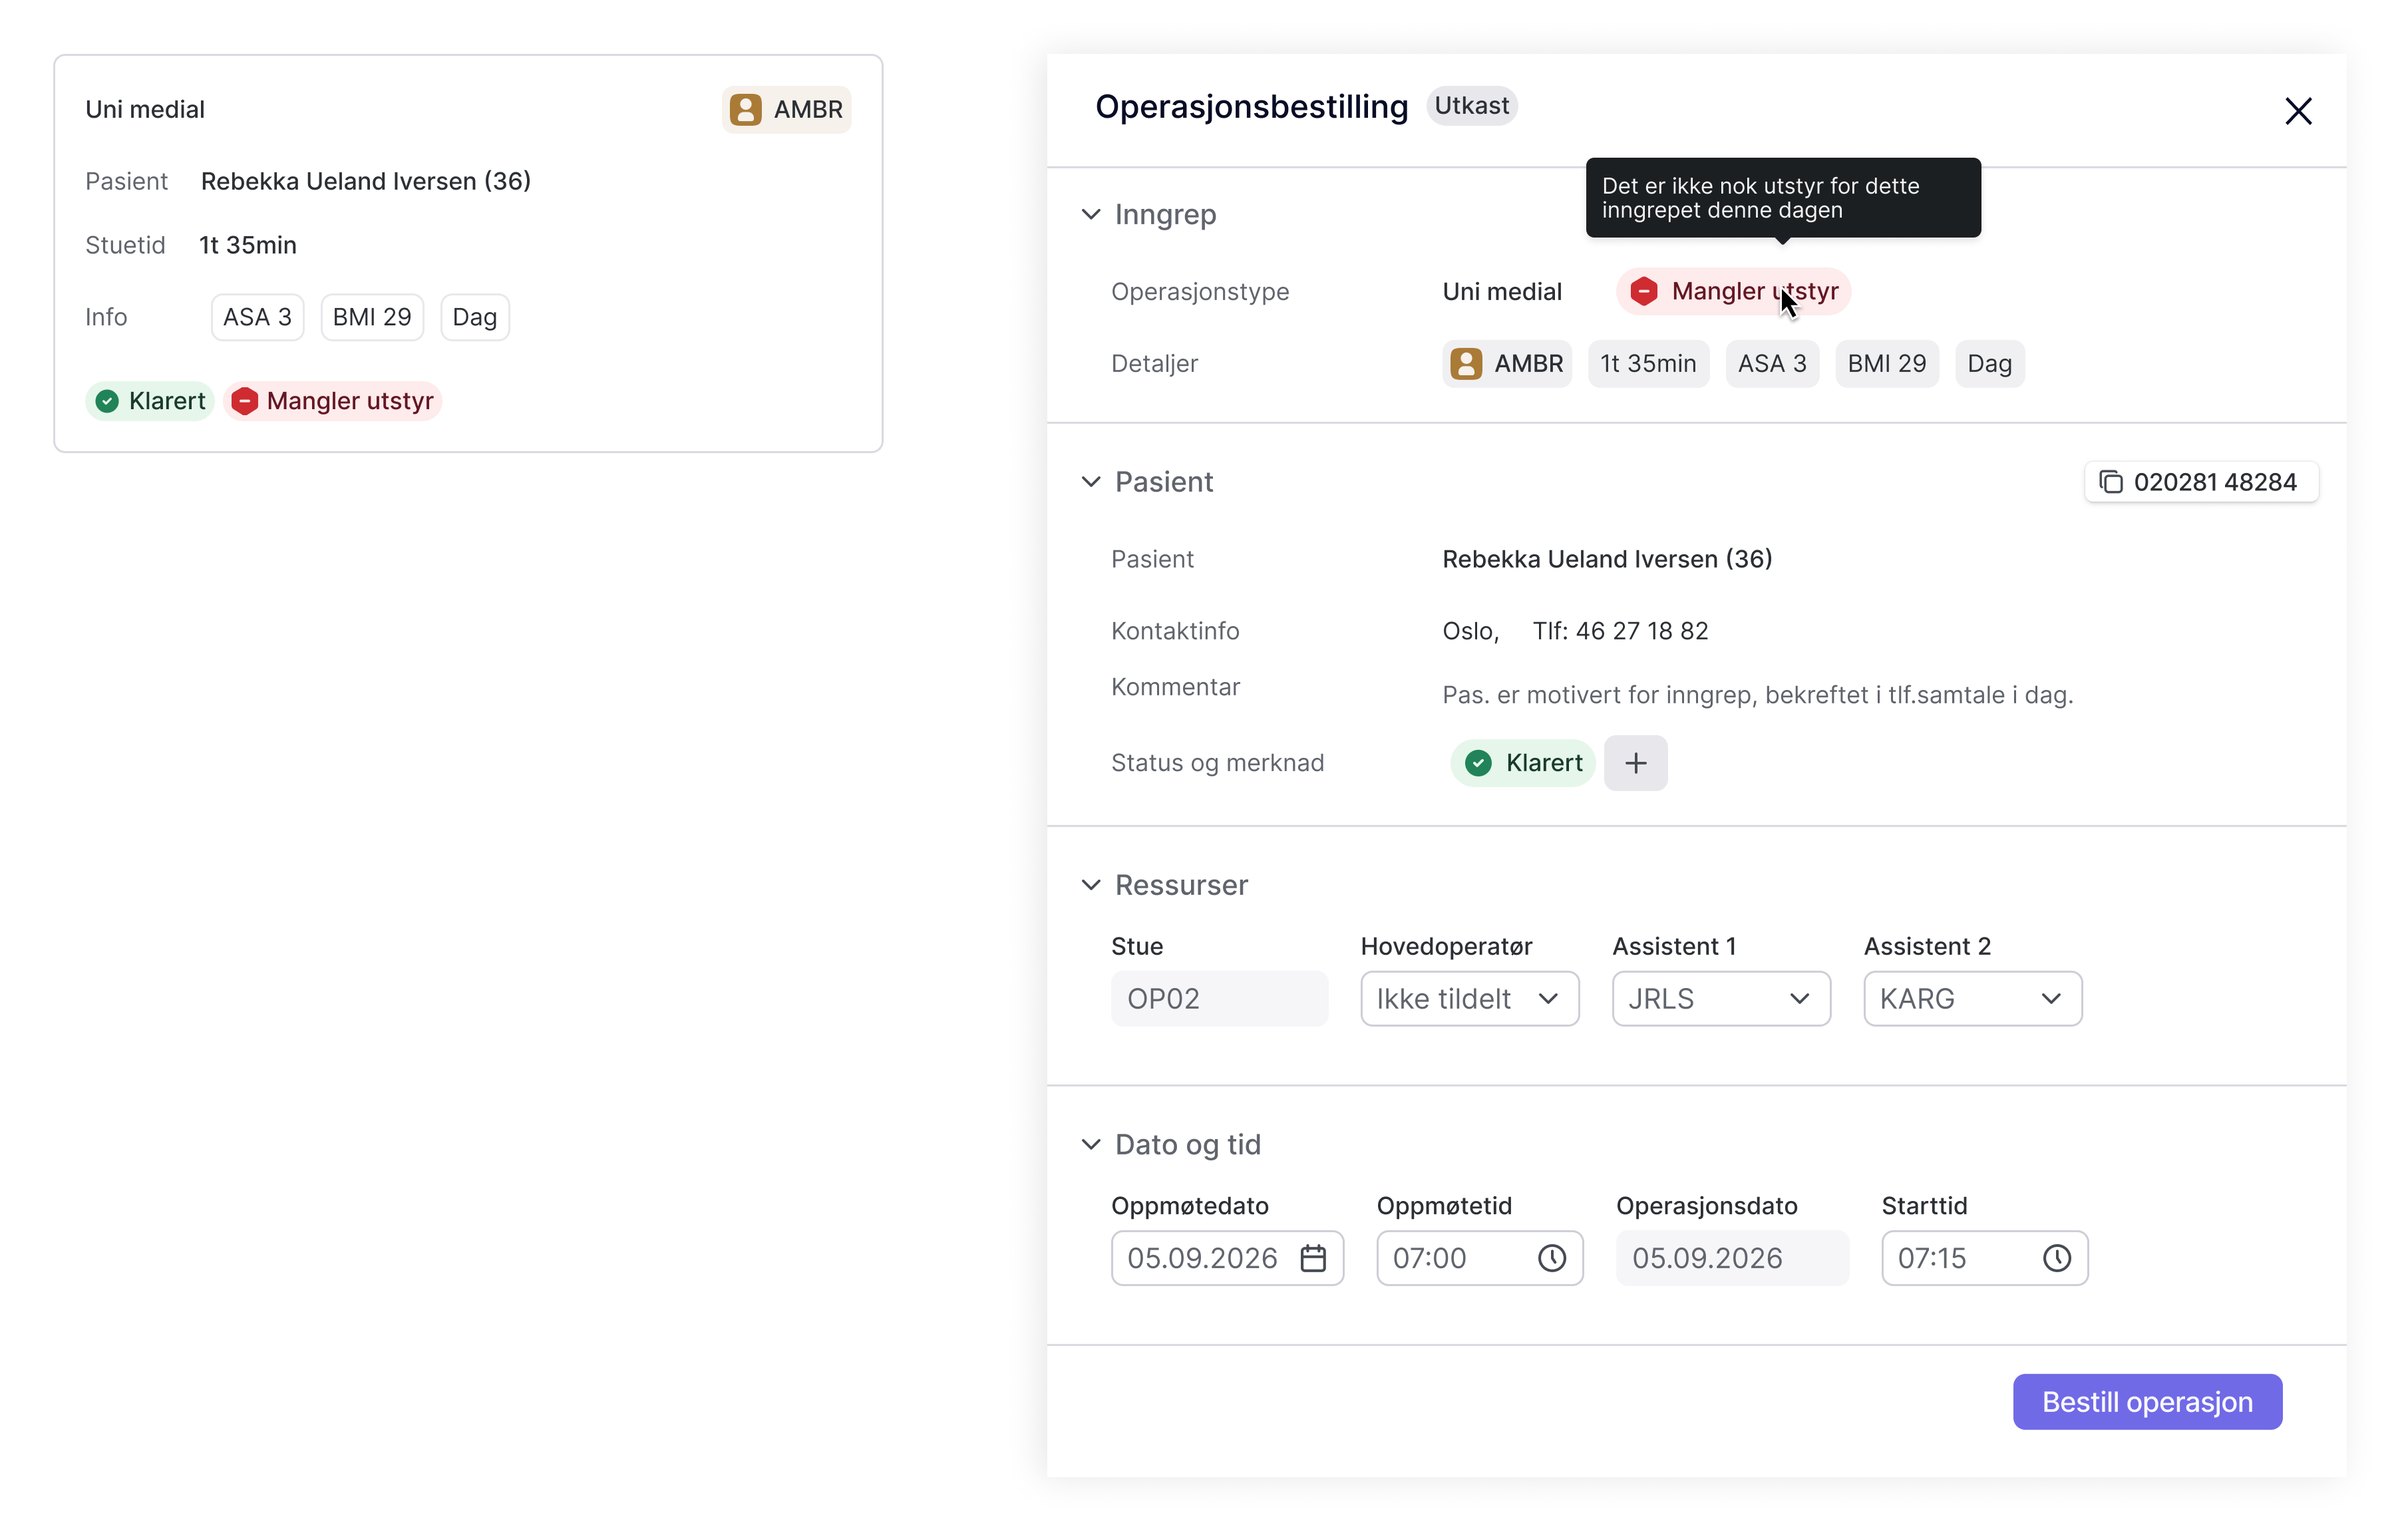 Uni medial
AMBR
Pasient Rebekka Ueland Iversen (36)
Stuetid 1t 35min
Info ASA 3 BMI 29 Dag
Klarert Mangler utstyr
Operasjonsbestilling Utkast
Det er ikke nok utstyr for dette
inngrepet denne dagen
Inngrep
Operasjonstype Uni medial Mangler utstyr
Detaljer AMBR 1t 35min ASA 3 BMI 29 Dag
Pasient 020281 48284
Pasient Rebekka Ueland Iversen (36)
Kontaktinfo Oslo, Tlf: 46 27 18 82
Kommentar Pas. er motivert for inngrep, bekreftet i tlf.samtale i dag.
Status og merknad Klarert
Ressurser
Stue Hovedoperatør Assistent 1 Assistent 2
OP02 Ikke tildelt JRLS KARG
Dato og tid
Oppmøtedato Oppmøtetid Operasjonsdato Starttid
05.09.2026 07:00 05.09.2026 07:15
Bestill operasjon